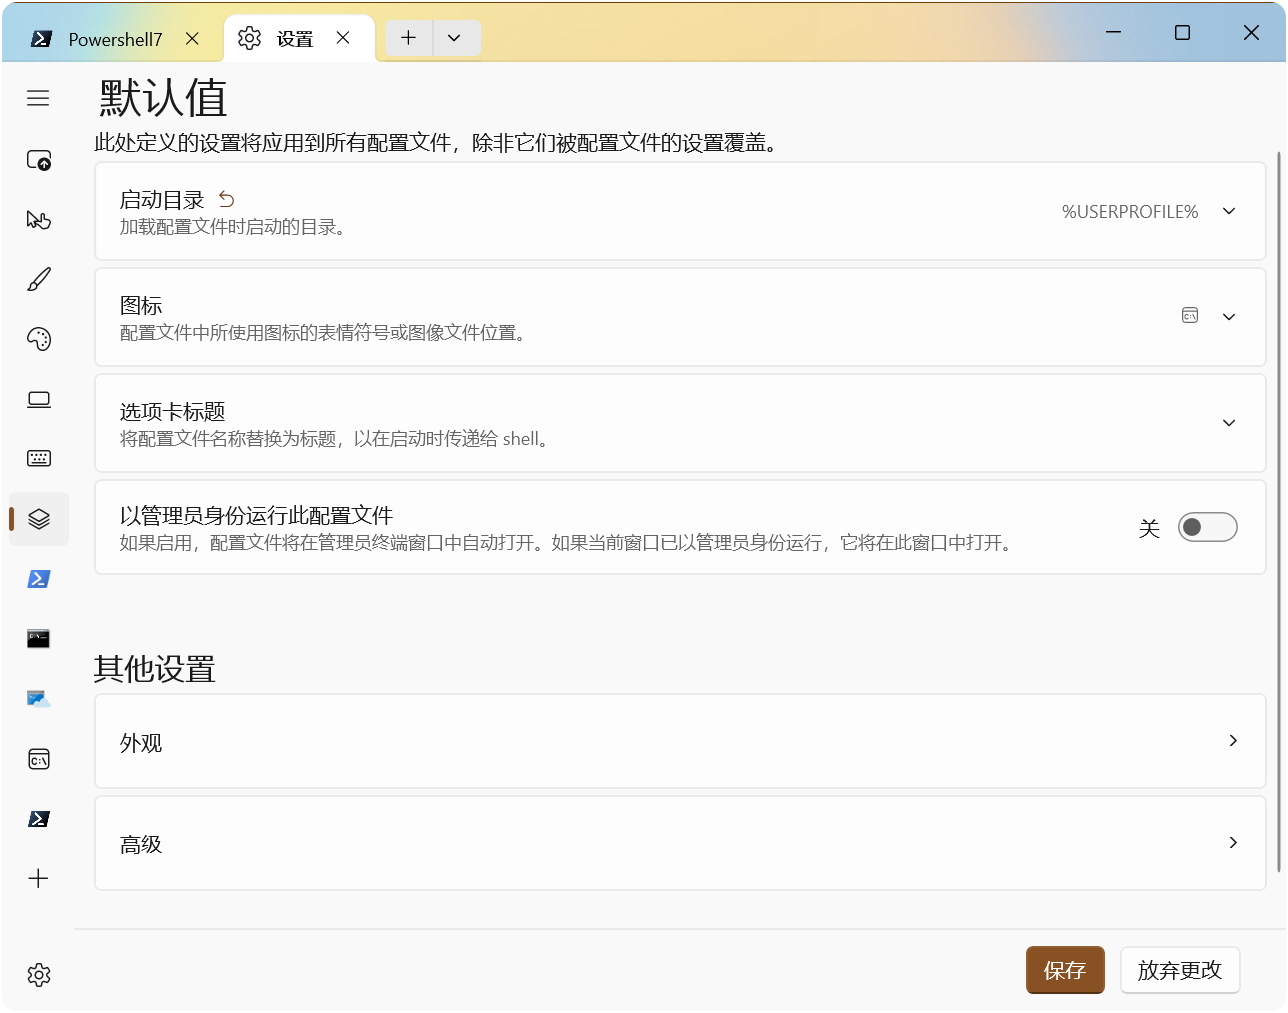 Powershell7
设置
默认值
此处定义的设置将应用到所有配置文件，除非它们被配置文件的设置覆盖。
启动目录
%USERPROFILE%
加载配置文件时启动的目录。
图标
配置文件中所使用图标的表情符号或图像文件位置。
选项卡标题
将配置文件名称替换为标题，以在启动时传递给 shell。
以管理员身份运行此配置文件
关
如果启用，配置文件将在管理员终端窗口中自动打开。如果当前窗口已以管理员身份运行，它将在此窗口中打开。
其他设置
外观
高级
保存
放弃更改